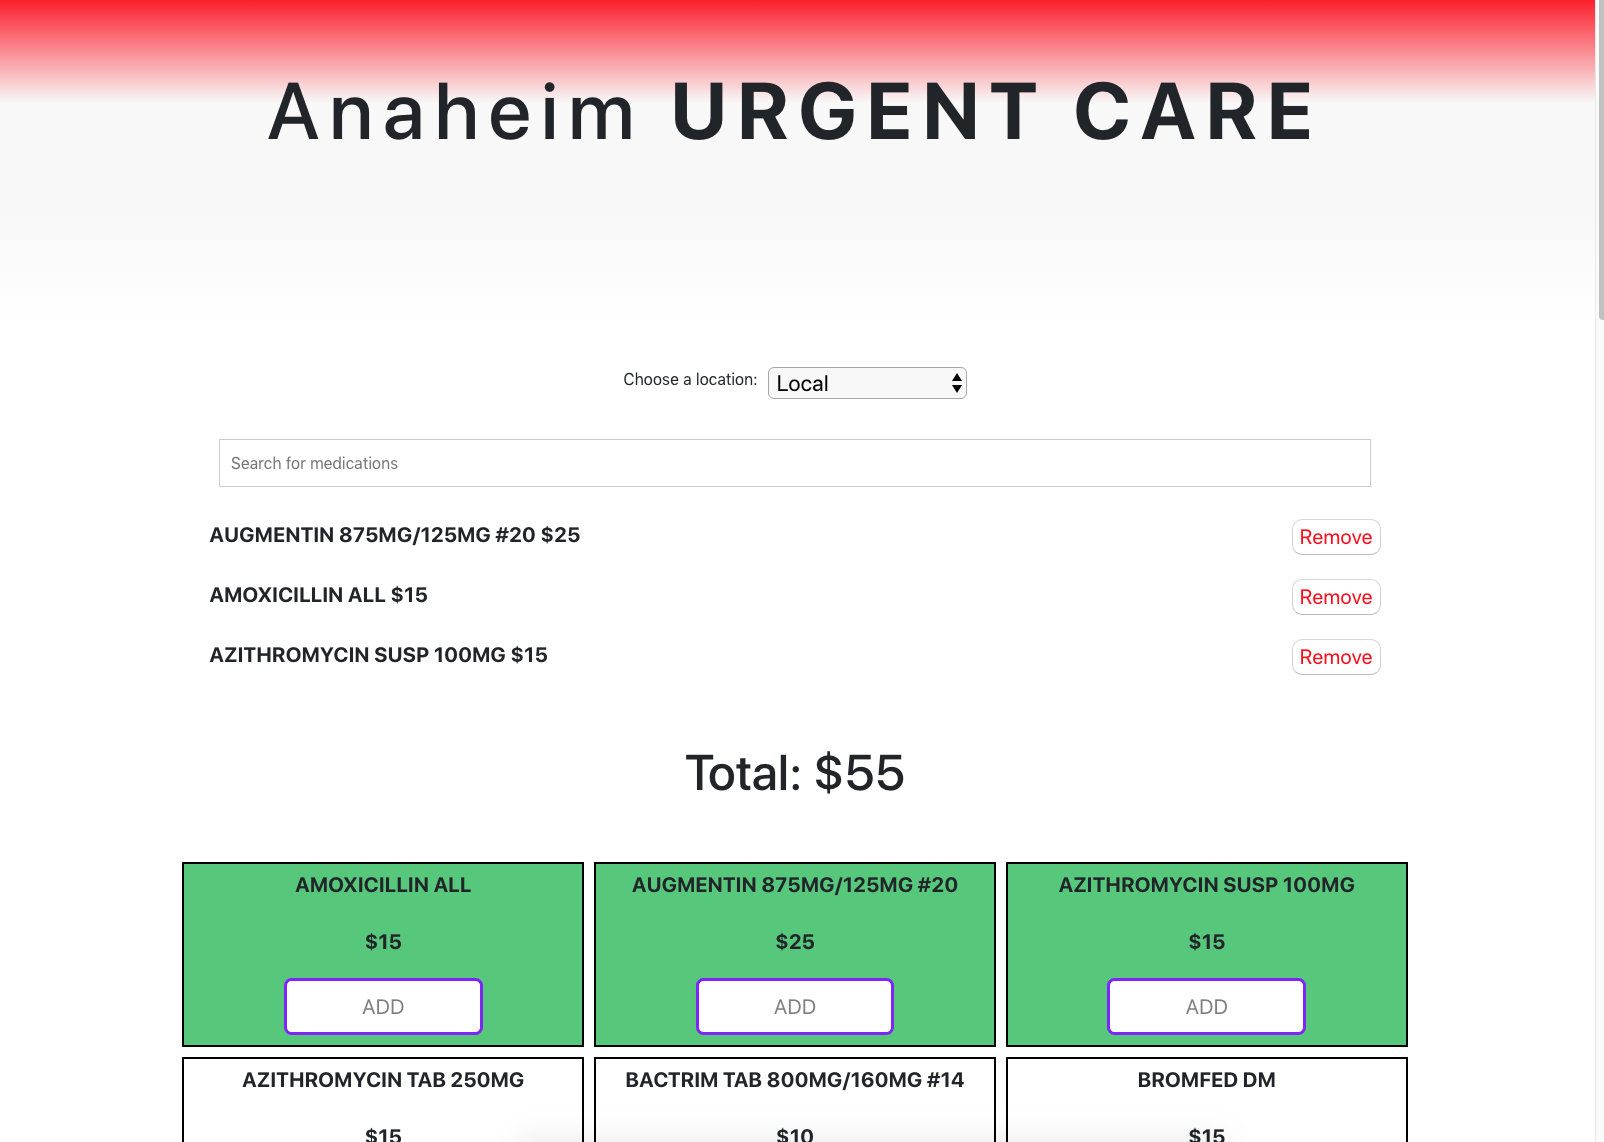 Anaheim URGENT CARE
Choose a location: Local
Search for medications
AUGMENTIN 875MG/125MG #20 $25 Remove
AMOXICILLIN ALL $15 Remove
AZITHROMYCIN SUSP 100MG $15 Remove
Total: $55
AMOXICILLIN ALL AUGMENTIN 875MG/125MG #20 AZITHROMYCIN SUSP 100MG
$15 $25 $15
ADD ADD ADD
AZITHROMYCIN TAB 250MG BACTRIM TAB 800MG/160MG #14 BROMFED DM
$15 $10 $15